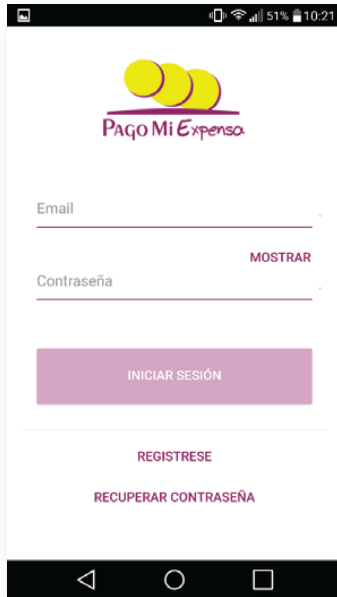 51% 10:21
Pago Mi Expensa
Email
MOSTRAR
Contraseña
INICIAR SESIÓN
REGISTRESE
RECUPERAR CONTRASEÑA